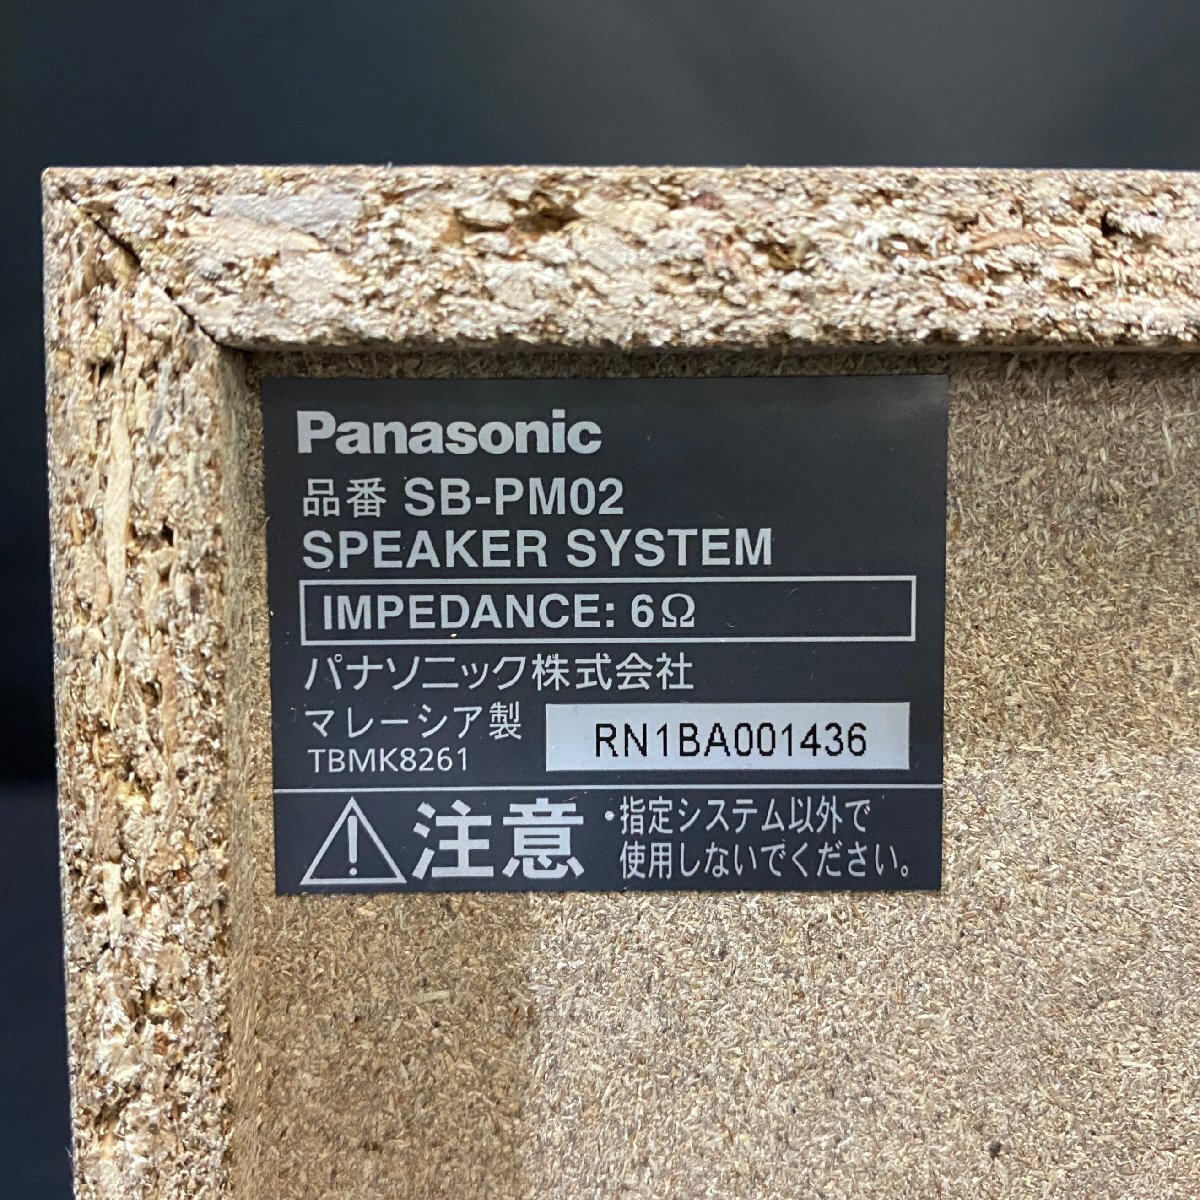 Panasonic
品番 SB-PM02
SPEAKER SYSTEM
IMPEDANCE: 6Ω
パナソニック株式会社
マレーシア製
TBMK8261
RN1BA001436
注意
・指定システム以外で
使用しないでください。